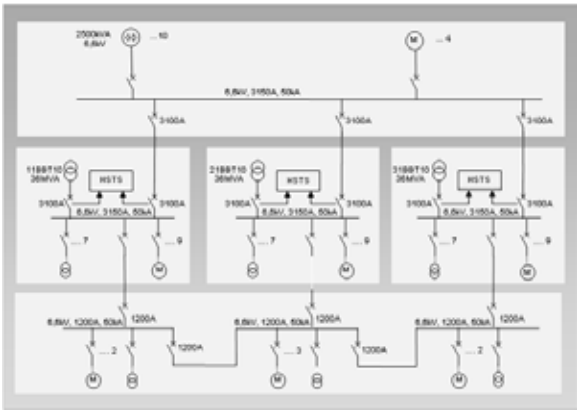 2500kVA
6,6kV
...10
M
...4
6,6kV, 3150A, 50kA
3100A
3100A
3100A
11BBT10
36MVA
HSTS
3100A
3100A
6,6kV, 3150A, 50kA
....7
....9
M
21BBT10
36MVA
HSTS
3100A
3100A
6,6kV, 3150A, 50kA
....7
....9
M
31BBT10
36MVA
HSTS
3100A
3100A
6,6kV, 3150A, 50kA
....7
....9
M
1200A
6,6kV, 1200A, 50kA
....2
1200A
M
1200A
6,6kV, 1200A, 50kA
....3
1200A
M
1200A
6,6kV, 1200A, 50kA
....2
M